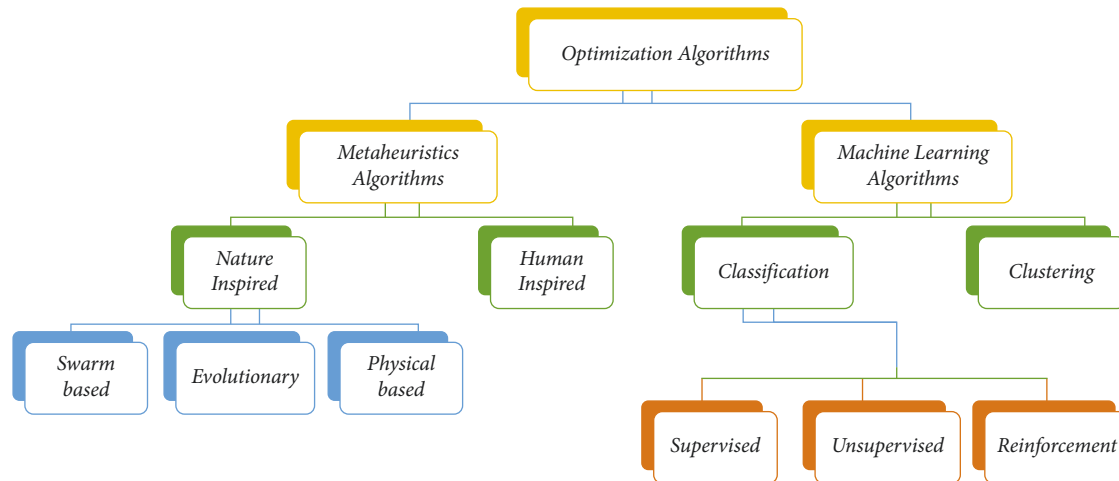 Optimization Algorithms
Metaheuristics
Algorithms
Machine Learning
Algorithms
Nature
Inspired
Human
Inspired
Classification
Clustering
Swarm
based
Evolutionary
Physical
based
Supervised
Unsupervised
Reinforcement